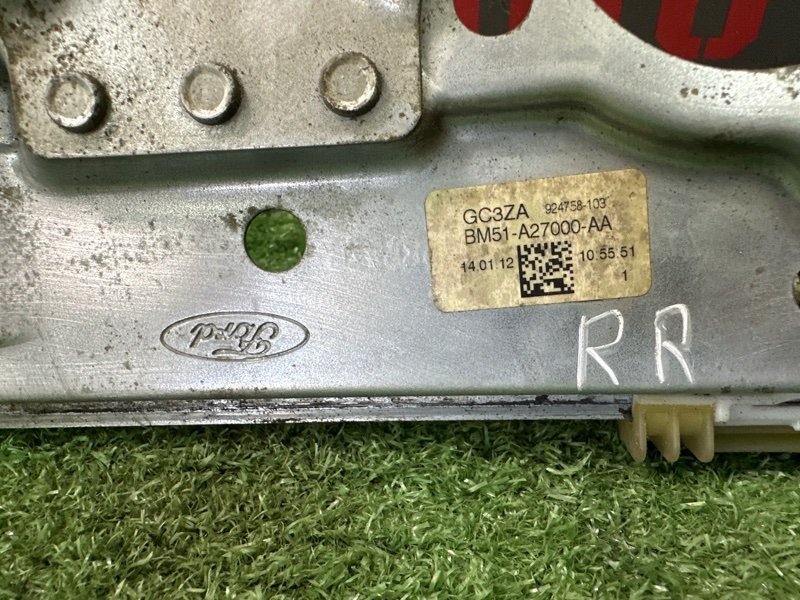 GC3ZA 924758-103
BM51-A27000-AA
14.01.12 10:55.51
1
Ford
RR